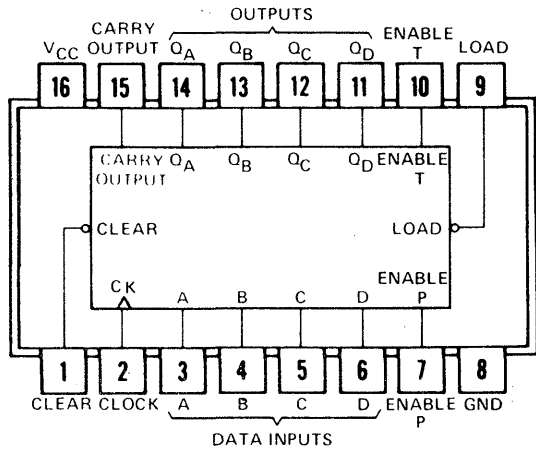 OUTPUTS
VCC CARRY OUTPUT QA QB QC QD ENABLE T LOAD
16 15 14 13 12 11 10 9
CARRY OUTPUT QA QB QC QD ENABLE T
CLEAR LOAD
CK A B C D ENABLE P
1 2 3 4 5 6 7 8
CLEAR CLOCK A B C D ENABLE P GND
DATA INPUTS